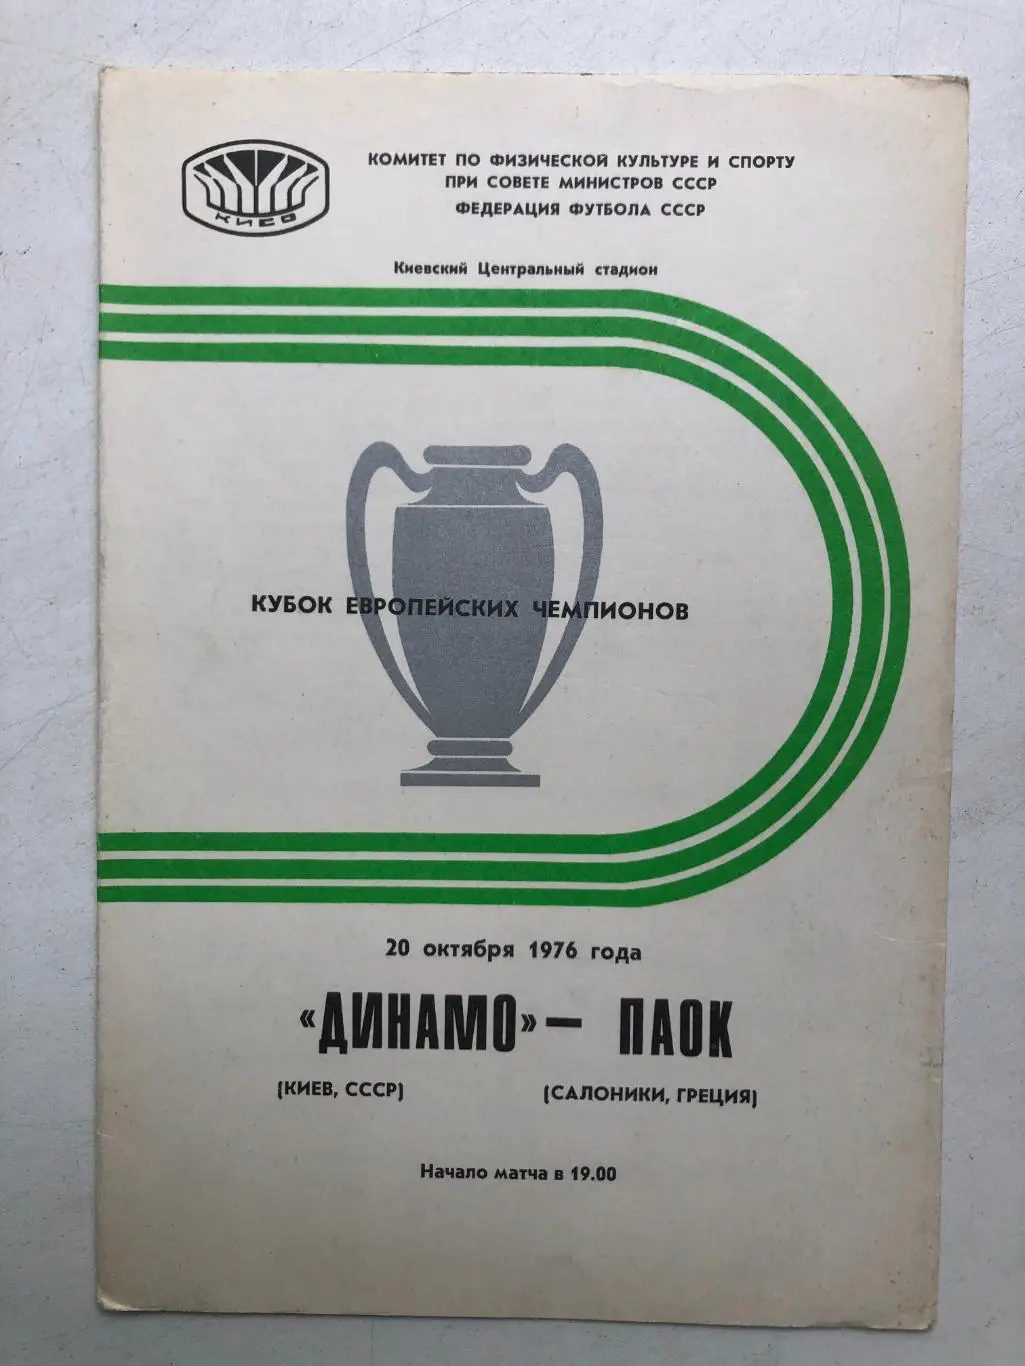 КИЕВ
КОМИТЕТ ПО ФИЗИЧЕСКОЙ КУЛЬТУРЕ И СПОРТУ
ПРИ СОВЕТЕ МИНИСТРОВ СССР
ФЕДЕРАЦИЯ ФУТБОЛА СССР
Киевский Центральный стадион
КУБОК ЕВРОПЕЙСКИХ ЧЕМПИОНОВ
20 октября 1976 года
«ДИНАМО» — ПАОК
(КИЕВ, СССР) (САЛОНИКИ, ГРЕЦИЯ)
Начало матча в 19.00